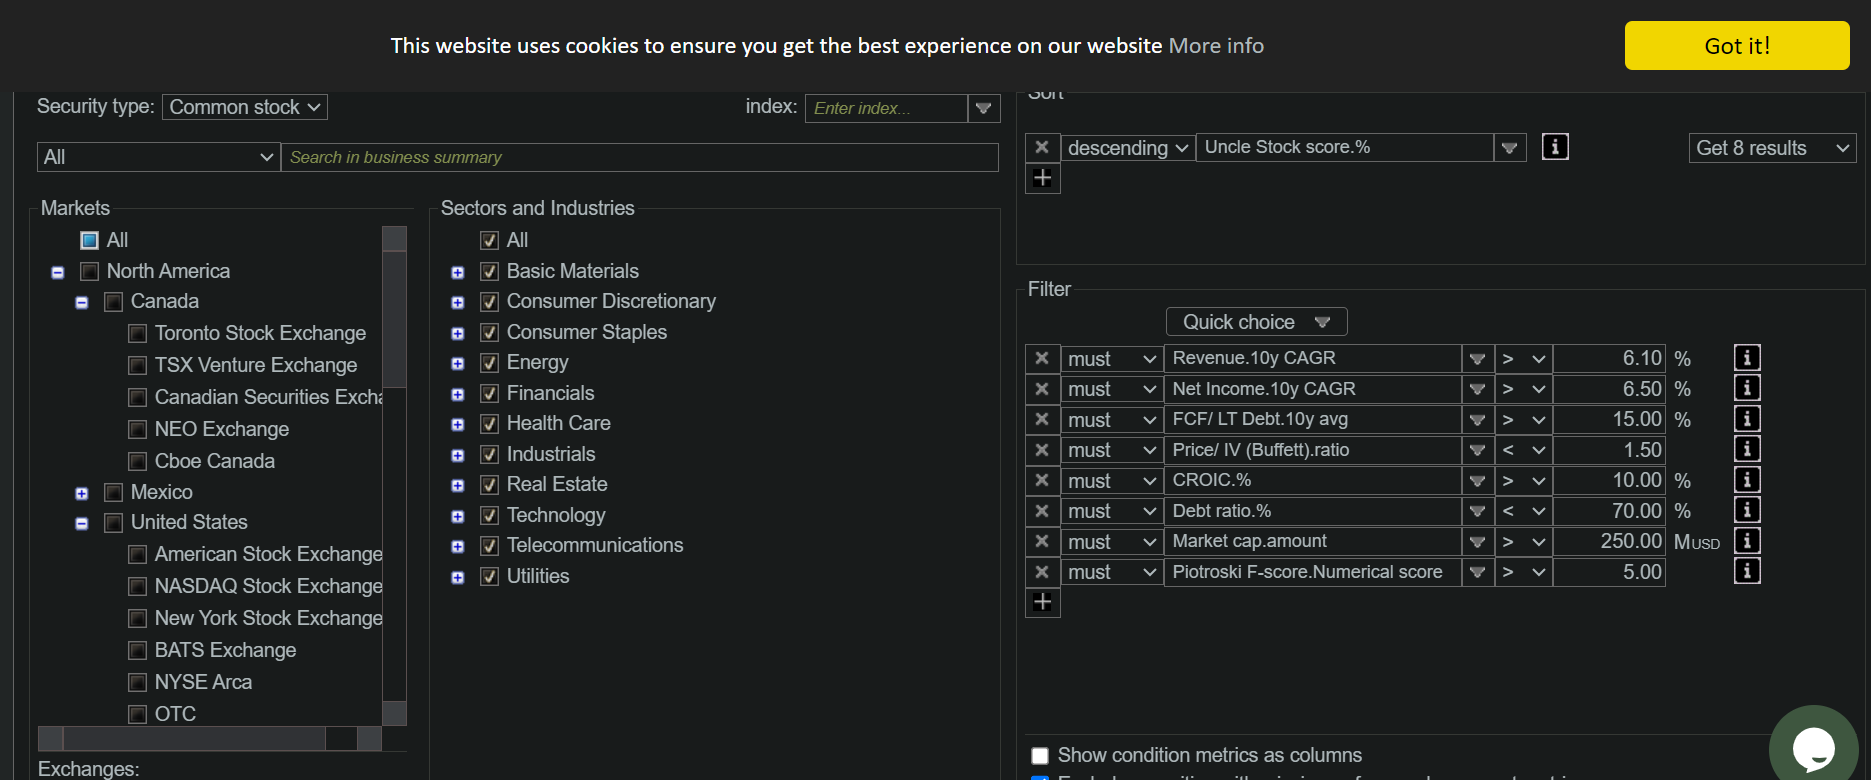 This website uses cookies to ensure you get the best experience on our website More info
Got it!
Security type: Common stock
index: Enter index...
All
Search in business summary
Markets
All
North America
Canada
Toronto Stock Exchange
TSX Venture Exchange
Canadian Securities Excha
NEO Exchange
Cboe Canada
Mexico
United States
American Stock Exchange
NASDAQ Stock Exchange
New York Stock Exchange
BATS Exchange
NYSE Arca
OTC
Exchanges:
Sectors and Industries
All
Basic Materials
Consumer Discretionary
Consumer Staples
Energy
Financials
Health Care
Industrials
Real Estate
Technology
Telecommunications
Utilities
Sort
descending Uncle Stock score.% Get 8 results
Filter
Quick choice
must Revenue.10y CAGR > 6.10 %
must Net Income.10y CAGR > 6.50 %
must FCF/ LT Debt.10y avg > 15.00 %
must Price/ IV (Buffett).ratio < 1.50
must CROIC.% > 10.00 %
must Debt ratio.% < 70.00 %
must Market cap.amount > 250.00 MUSD
must Piotroski F-score.Numerical score > 5.00
Show condition metrics as columns